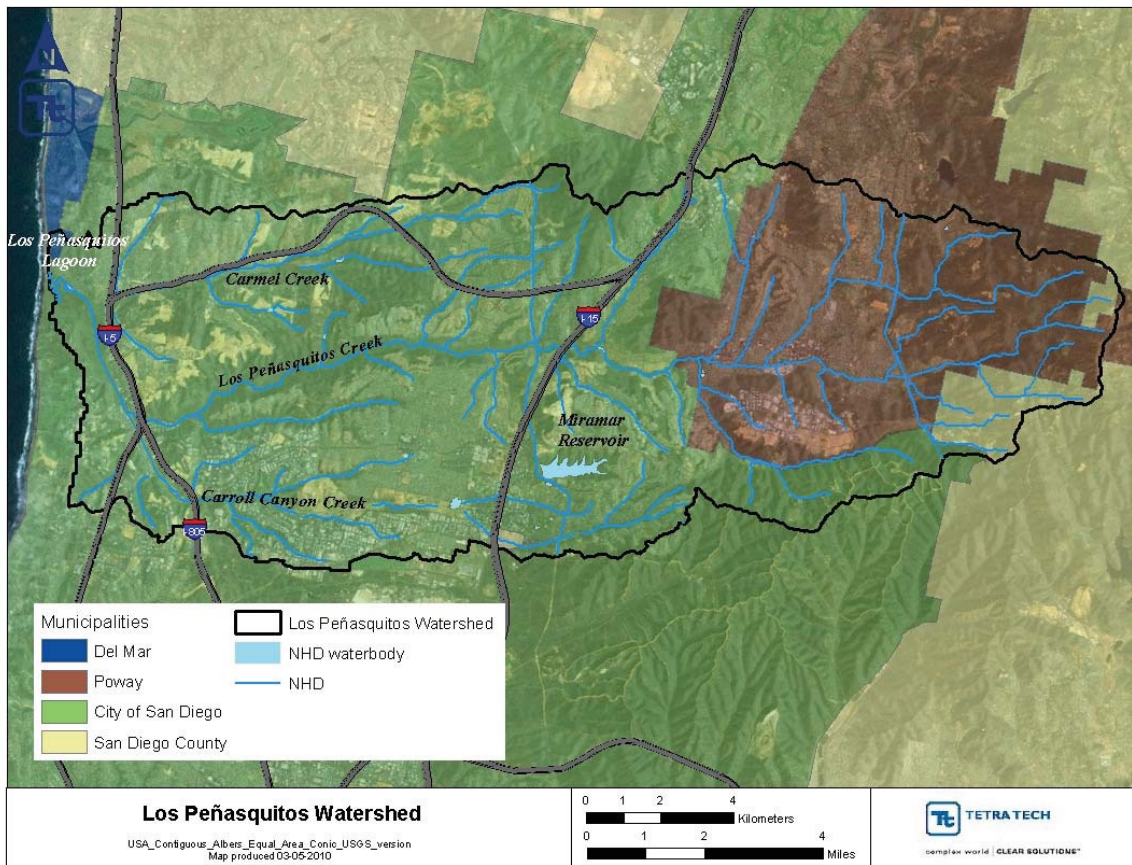 Tt
Los Peñasquitos
Lagoon
Carmel Creek
I-5
I-15
Los Peñasquitos Creek
Miramar
Reservoir
Carroll Canyon Creek
I-805
Municipalities
Del Mar
Poway
City of San Diego
San Diego County
Los Peñasquitos Watershed
NHD waterbody
NHD
Los Peñasquitos Watershed
USA_Contiguous_Albers_Equal_Area_Conic_USGS_version
Map produced 03-05-2010
0 1 2 4
Kilometers
0 1 2 4
Miles
Tt TETRA TECH
complex world | CLEAR SOLUTIONS™